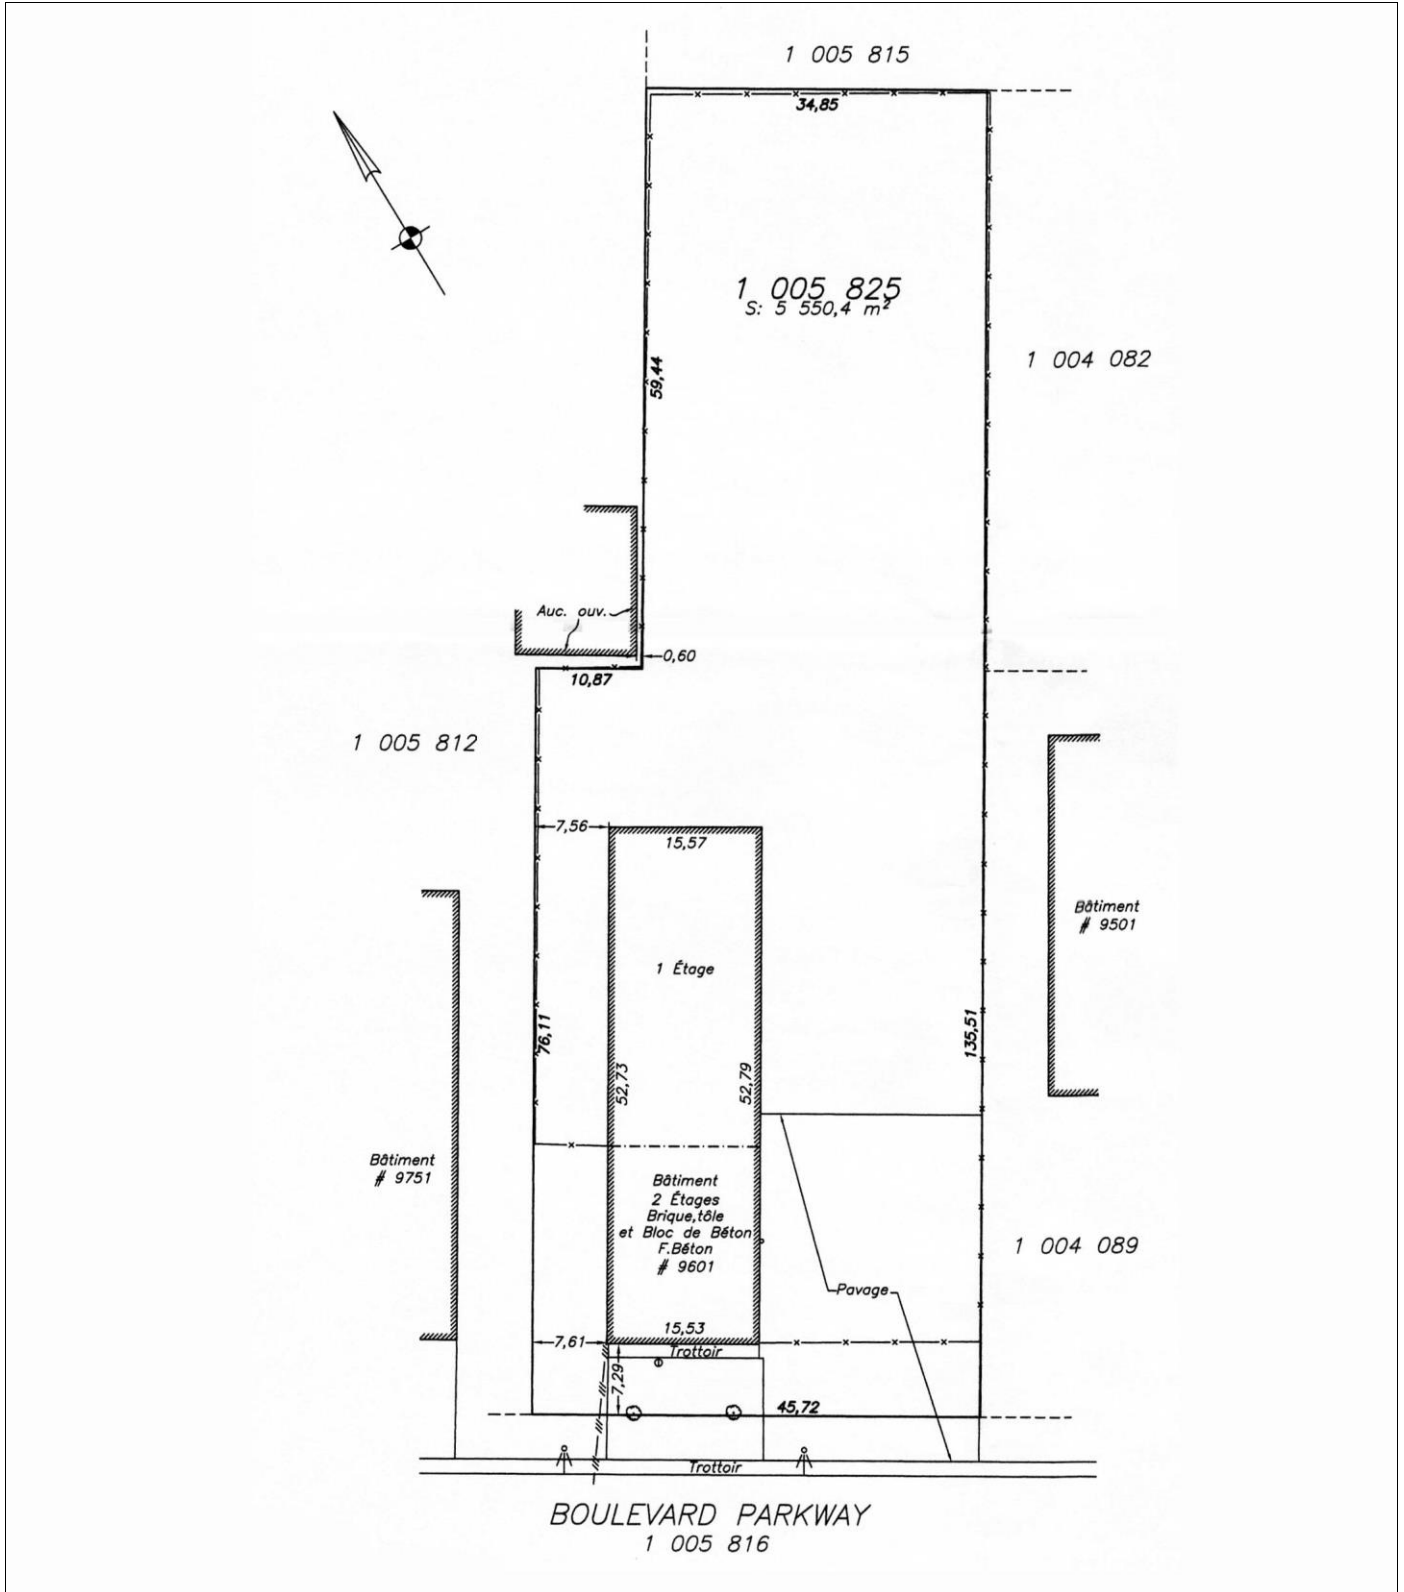 1 005 815
34,85
1 005 825
S: 5 550,4 m²
59,44
1 004 082
Auc. ouv.
0,60
10,87
1 005 812
7,56
15,57
Bâtiment
# 9501
1 Étage
76,11
135,51
52,73
52,79
Bâtiment
# 9751
Bâtiment
2 Étages
Brique,tôle
et Bloc de Béton
F.Béton
# 9601
1 004 089
Pavage
15,53
7,61
Trottoir
7,29
45,72
Trottoir
BOULEVARD PARKWAY
1 005 816